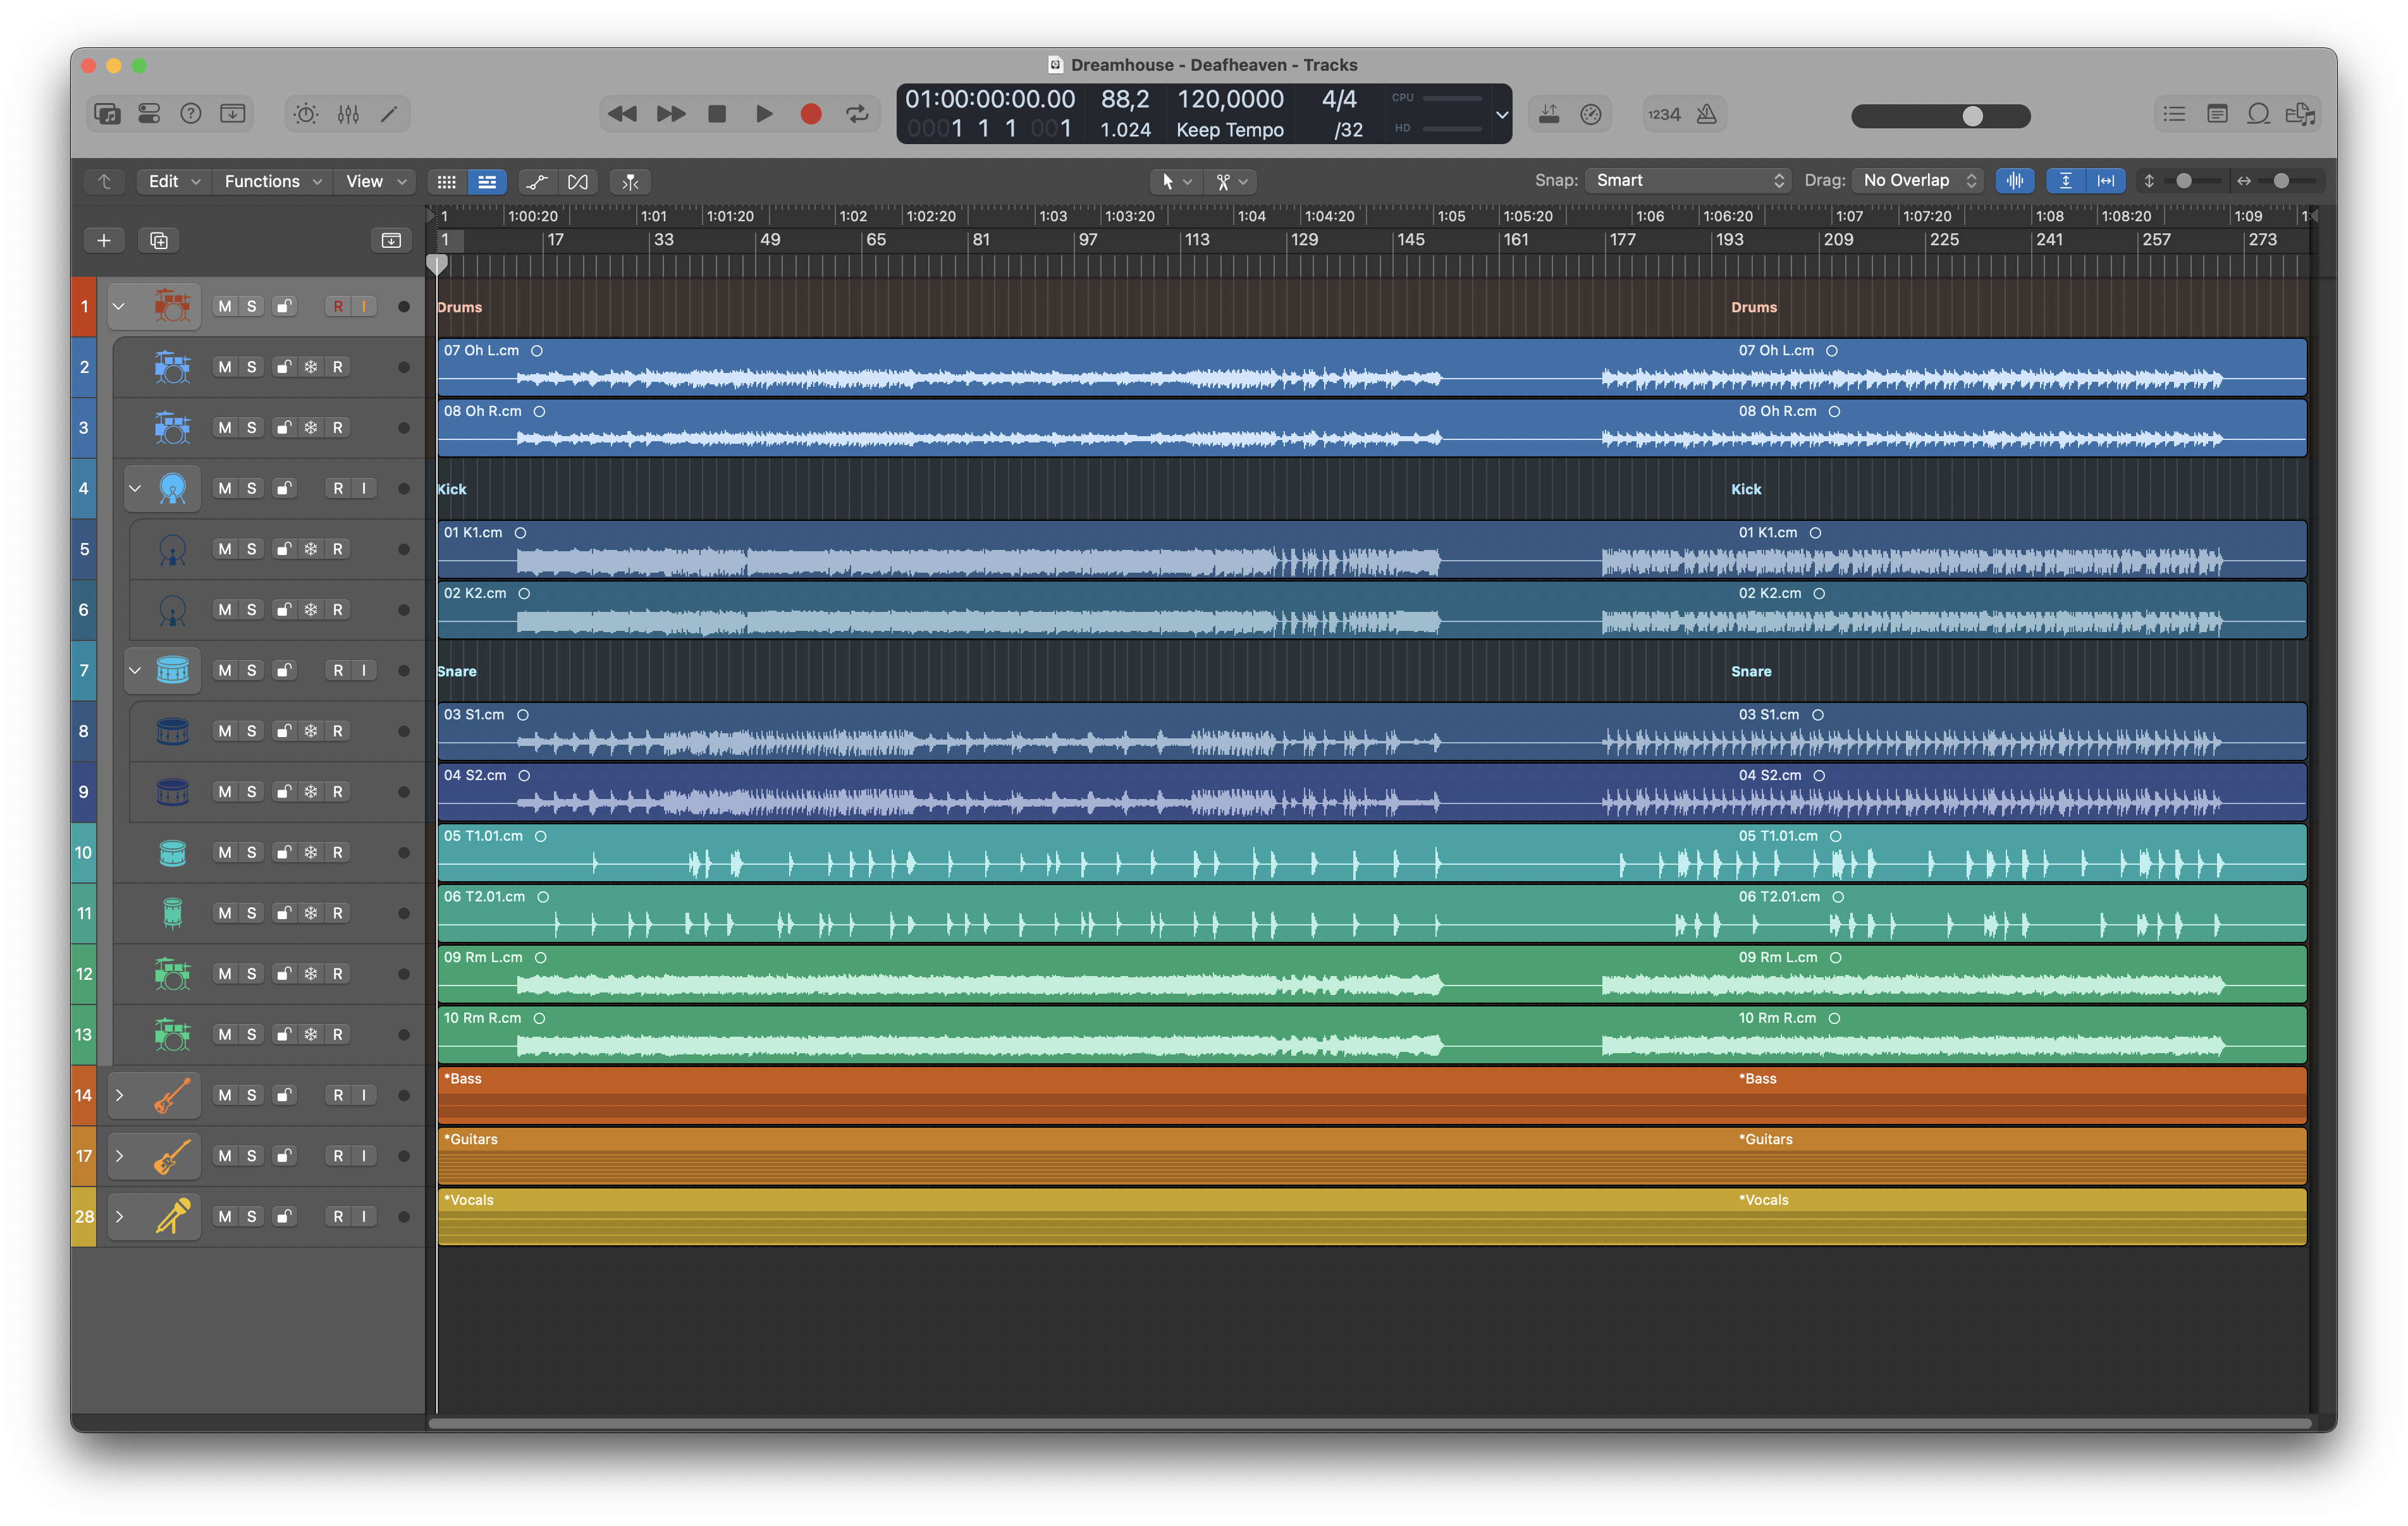 Dreamhouse - Deafheaven - Tracks
01:00:00:00.00 88,2 120,0000 4/4 CPU
0001 1 1 001 1.024 Keep Tempo /32 HD
1234
Edit Functions View Snap: Smart Drag: No Overlap
1 1:00:20 1:01 1:01:20 1:02 1:02:20 1:03 1:03:20 1:04 1:04:20 1:05 1:05:20 1:06 1:06:20 1:07 1:07:20 1:08 1:08:20 1:09
1 17 33 49 65 81 97 113 129 145 161 177 193 209 225 241 257 273
1 M S R I Drums Drums
2 M S R 07 Oh L.cm 07 Oh L.cm
3 M S R 08 Oh R.cm 08 Oh R.cm
4 M S R I Kick Kick
5 M S R 01 K1.cm 01 K1.cm
6 M S R 02 K2.cm 02 K2.cm
7 M S R I Snare Snare
8 M S R 03 S1.cm 03 S1.cm
9 M S R 04 S2.cm 04 S2.cm
10 M S R 05 T1.01.cm 05 T1.01.cm
11 M S R 06 T2.01.cm 06 T2.01.cm
12 M S R 09 Rm L.cm 09 Rm L.cm
13 M S R 10 Rm R.cm 10 Rm R.cm
14 M S R I *Bass *Bass
17 M S R I *Guitars *Guitars
28 M S R I *Vocals *Vocals